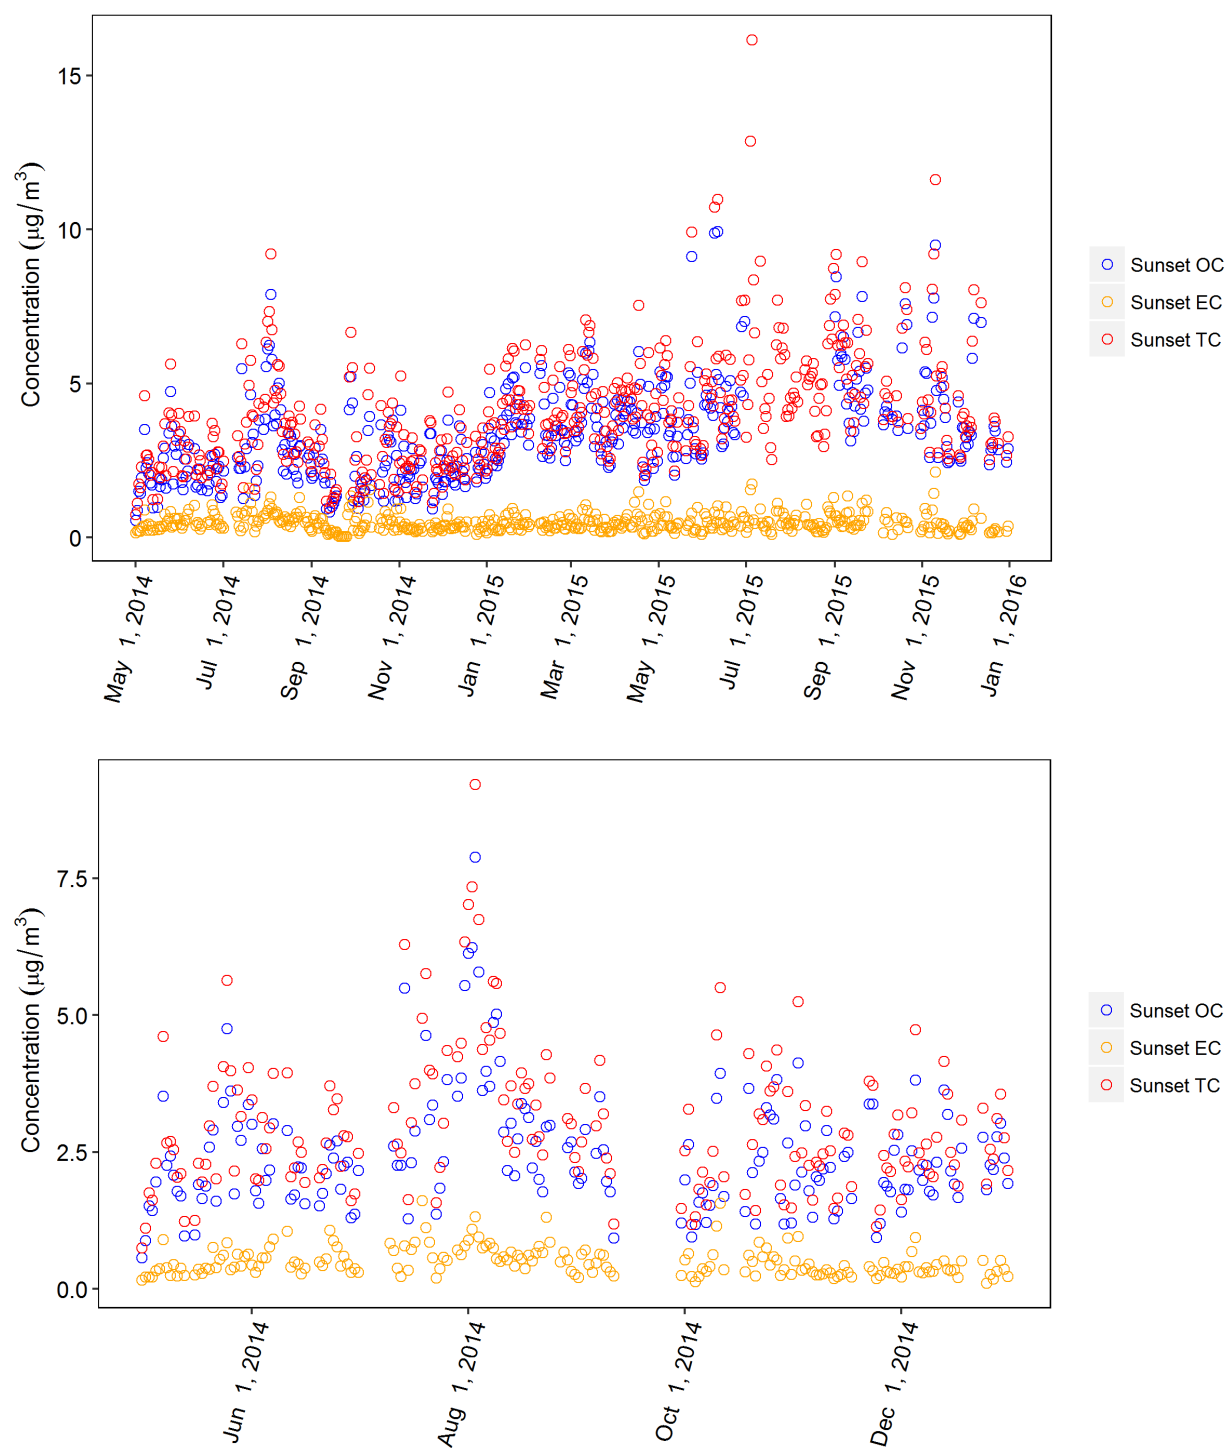 Concentration (μg/m³)
15
10
5
0
May 1, 2014
Jul 1, 2014
Sep 1, 2014
Nov 1, 2014
Jan 1, 2015
Mar 1, 2015
May 1, 2015
Jul 1, 2015
Sep 1, 2015
Nov 1, 2015
Jan 1, 2016
Sunset OC
Sunset EC
Sunset TC
Concentration (μg/m³)
7.5
5.0
2.5
0.0
Jun 1, 2014
Aug 1, 2014
Oct 1, 2014
Dec 1, 2014
Sunset OC
Sunset EC
Sunset TC